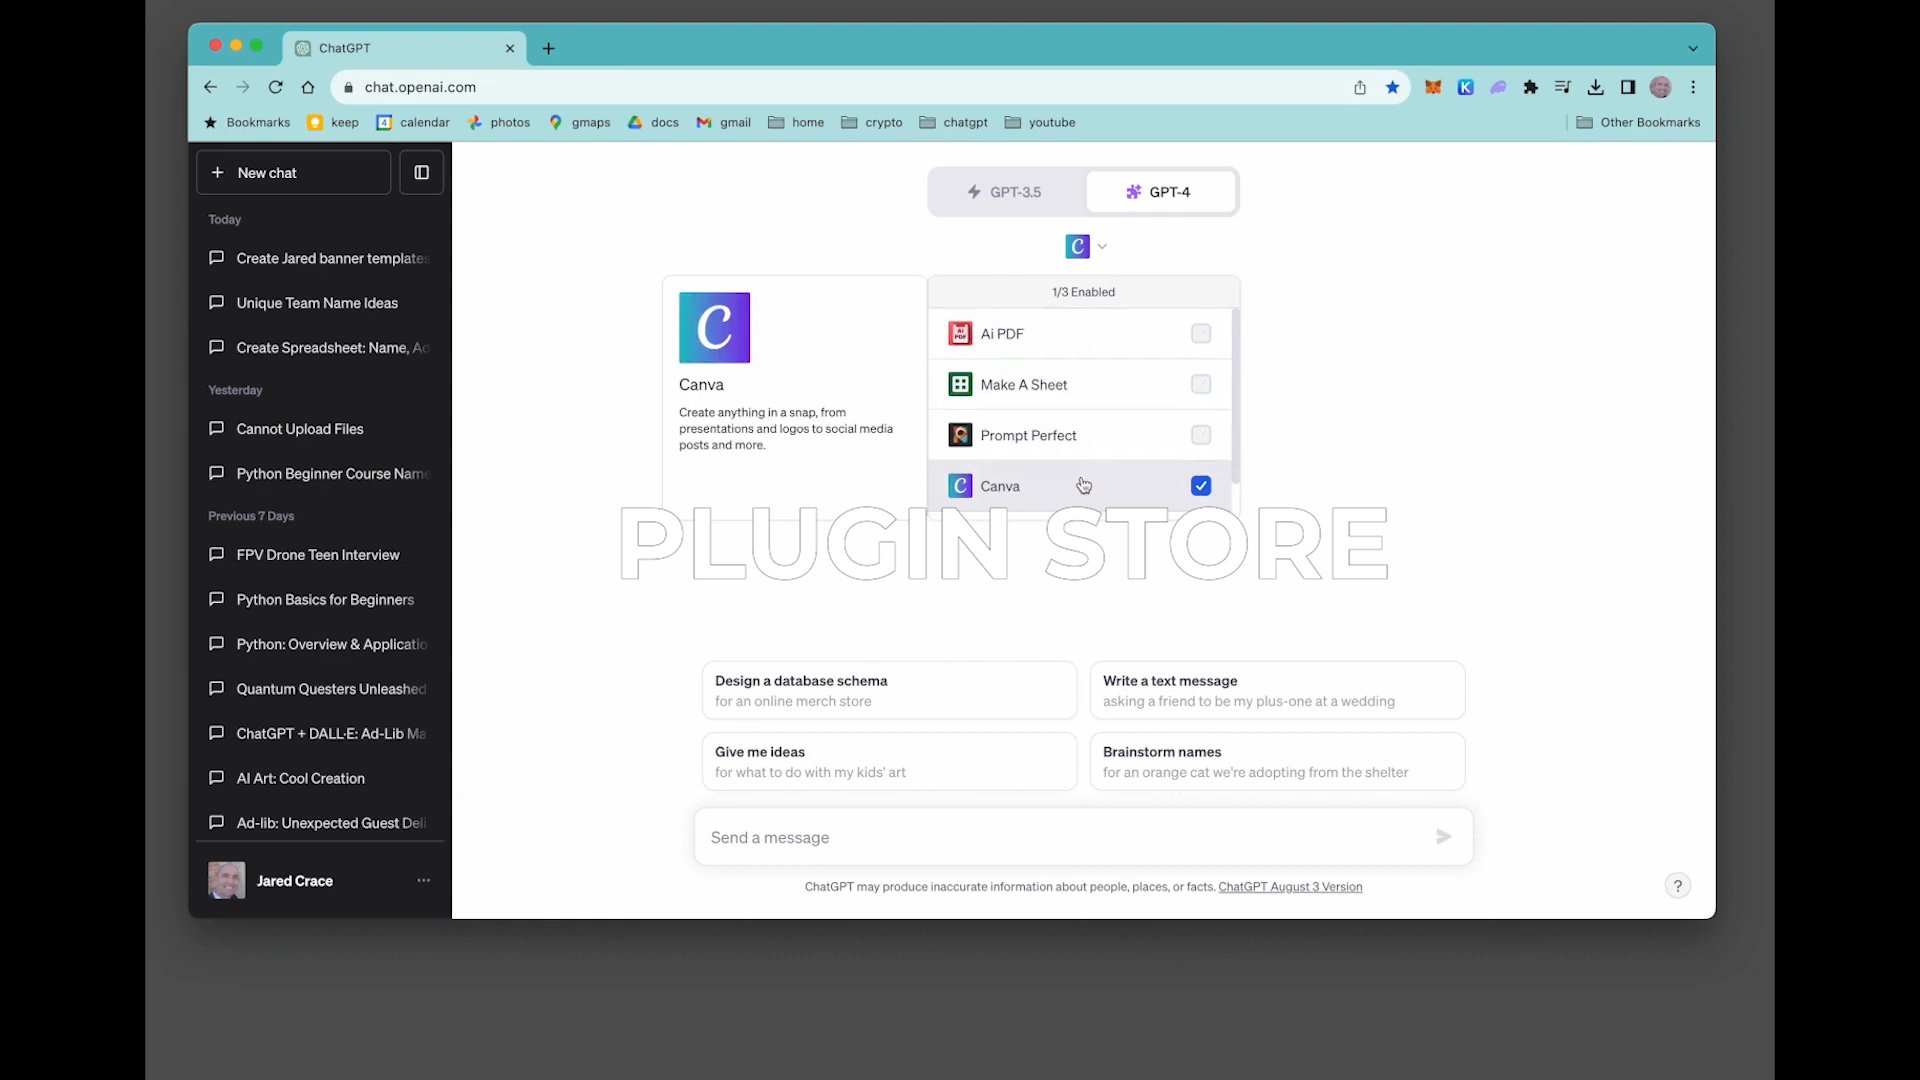 ChatGPT
chat.openai.com
Bookmarks
keep
4
calendar
photos
gmaps
docs
gmail
home
crypto
chatgpt
youtube
Other Bookmarks
New chat
Today
Create Jared banner templates
Unique Team Name Ideas
Create Spreadsheet: Name, Ad
Yesterday
Cannot Upload Files
Python Beginner Course Name
Previous 7 Days
FPV Drone Teen Interview
Python Basics for Beginners
Python: Overview & Applicatio
Quantum Questers Unleashed
ChatGPT + DALL·E: Ad-Lib Ma
AI Art: Cool Creation
Ad-lib: Unexpected Guest Deli
Jared Crace
GPT-3.5
GPT-4
C
C
Canva
Create anything in a snap, from
presentations and logos to social media
posts and more.
1/3 Enabled
Ai PDF
Make A Sheet
Prompt Perfect
C Canva
PLUGIN STORE
Design a database schema
for an online merch store
Write a text message
asking a friend to be my plus-one at a wedding
Give me ideas
for what to do with my kids' art
Brainstorm names
for an orange cat we're adopting from the shelter
Send a message
ChatGPT may produce inaccurate information about people, places, or facts. ChatGPT August 3 Version
?